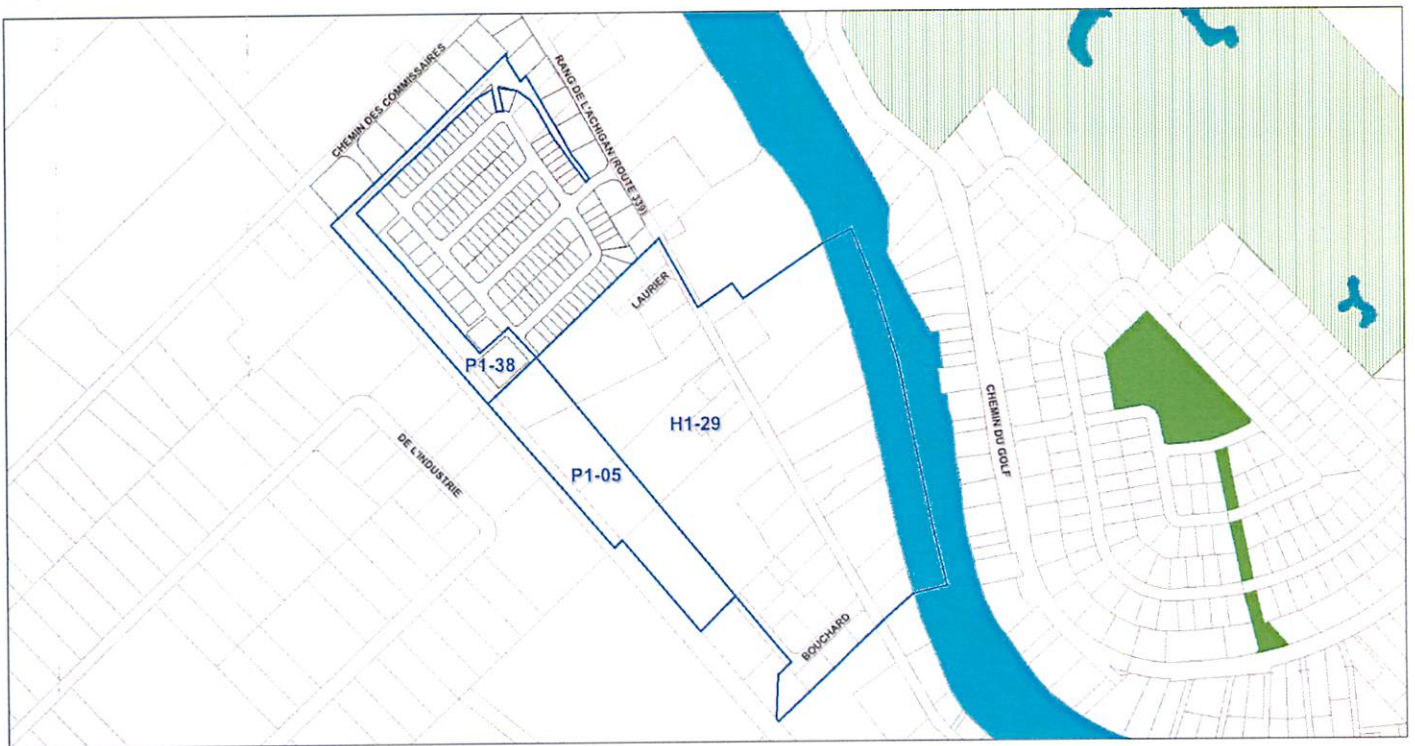 CHEMIN DES COMMISSAIRES
RANG DE L'ACHIGAN (ROUTE 339)
LAURIER
P1-38
H1-29
CHEMIN DU GOLF
DE L'INDUSTRIE
P1-05
BOUCHARD